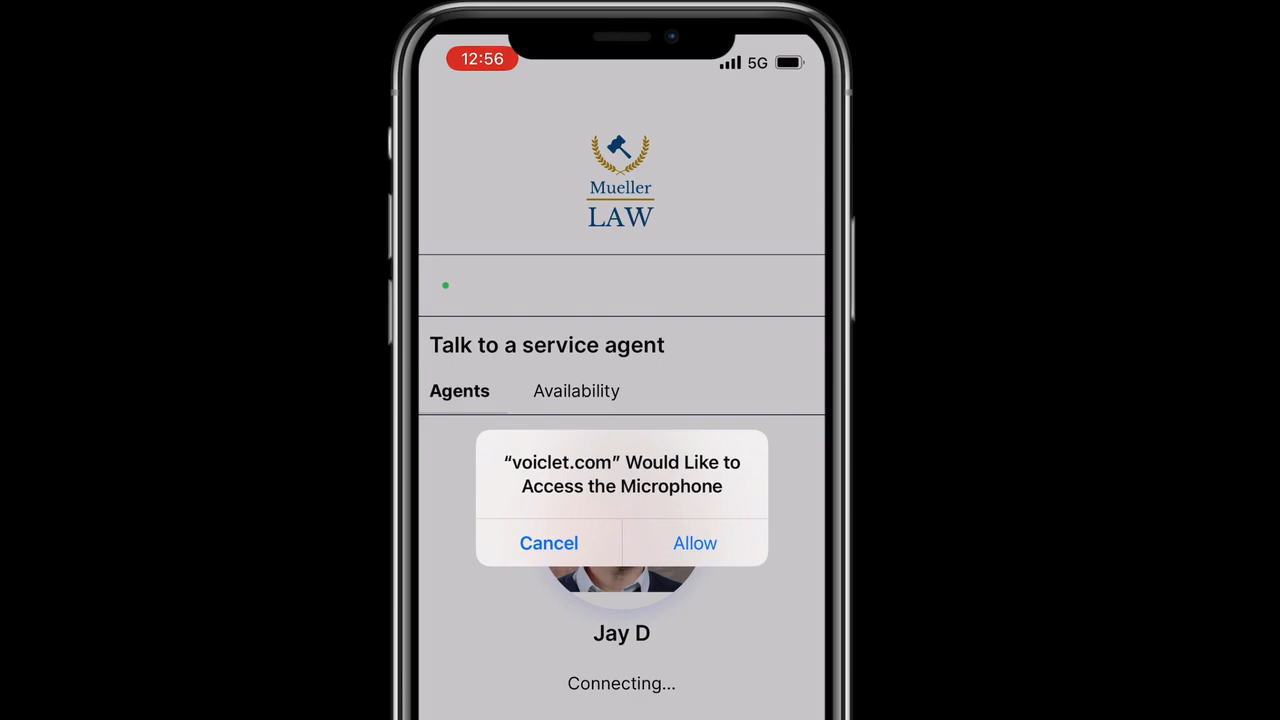 12:56
5G
Mueller
LAW
Talk to a service agent
Agents Availability
“voiclet.com” Would Like to
Access the Microphone
Cancel Allow
Jay D
Connecting...